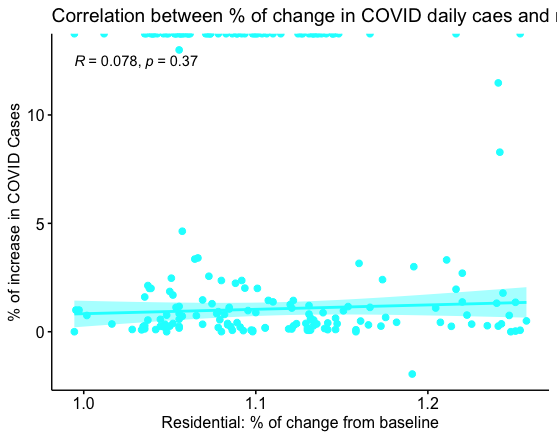 Correlation between % of change in COVID daily caes and
R = 0.078, p = 0.37
% of increase in COVID Cases
10
5
0
1.0 1.1 1.2
Residential: % of change from baseline